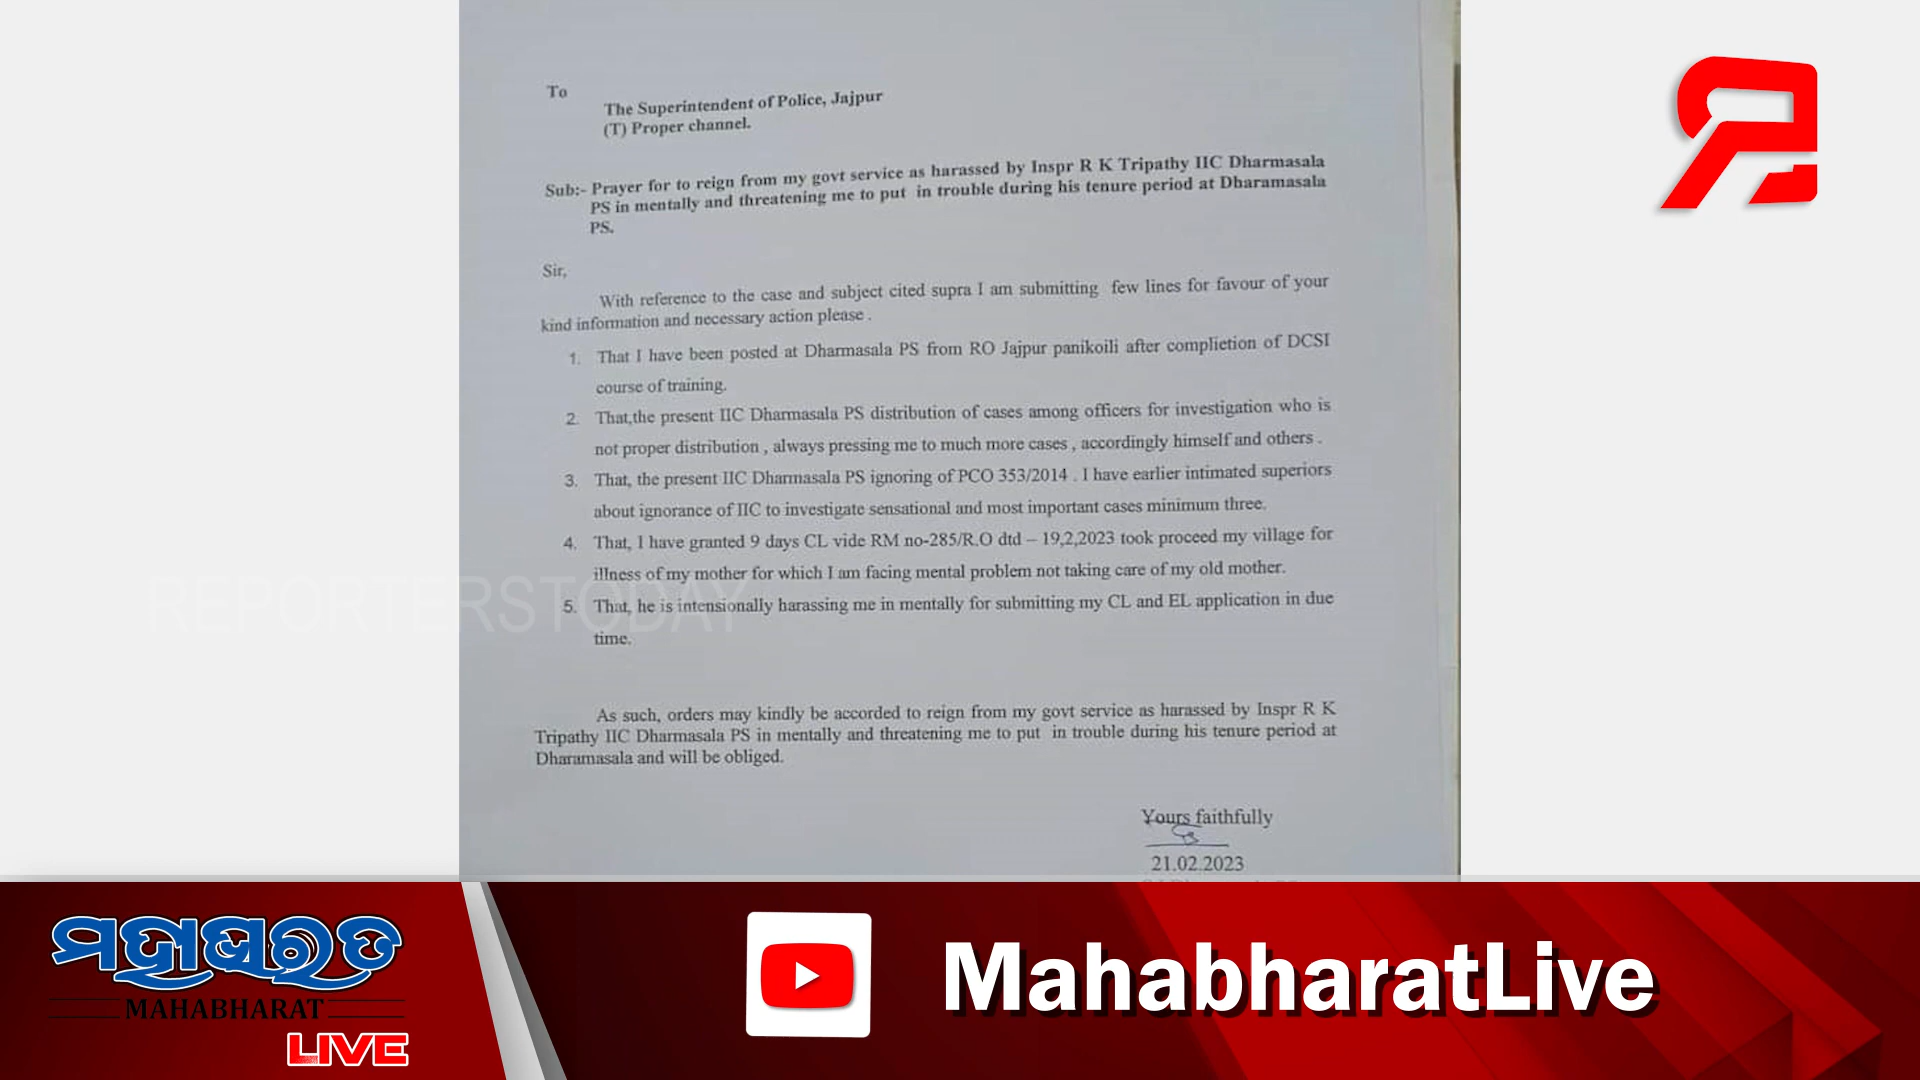 To
The Superintendent of Police, Jajpur
(T) Proper channel.
Sub:- Prayer for to reign from my govt service as harassed by Inspr R K Tripathy IIC Dharmasala
PS in mentally and threatening me to put in trouble during his tenure period at Dharamasala
PS.
Sir,
With reference to the case and subject cited supra I am submitting few lines for favour of your
kind information and necessary action please .
1. That I have been posted at Dharmasala PS from RO Jajpur panikoili after complietion of DCSI
course of training.
2. That,the present IIC Dharmasala PS distribution of cases among officers for investigation who is
not proper distribution , always pressing me to much more cases , accordingly himself and others .
3. That, the present IIC Dharmasala PS ignoring of PCO 353/2014 . I have earlier intimated superiors
about ignorance of IIC to investigate sensational and most important cases minimum three.
4. That, I have granted 9 days CL vide RM no-285/R.O dtd – 19,2,2023 took proceed my village for
illness of my mother for which I am facing mental problem not taking care of my old mother.
5. That, he is intensionally harassing me in mentally for submitting my CL and EL application in due
time.
REPORTERSTODAY
As such, orders may kindly be accorded to reign from my govt service as harassed by Inspr R K
Tripathy IIC Dharmasala PS in mentally and threatening me to put in trouble during his tenure period at
Dharamasala and will be obliged.
Yours faithfully
21.02.2023
ମହାଭାରତ
MAHABHARAT
LIVE
MahabharatLive